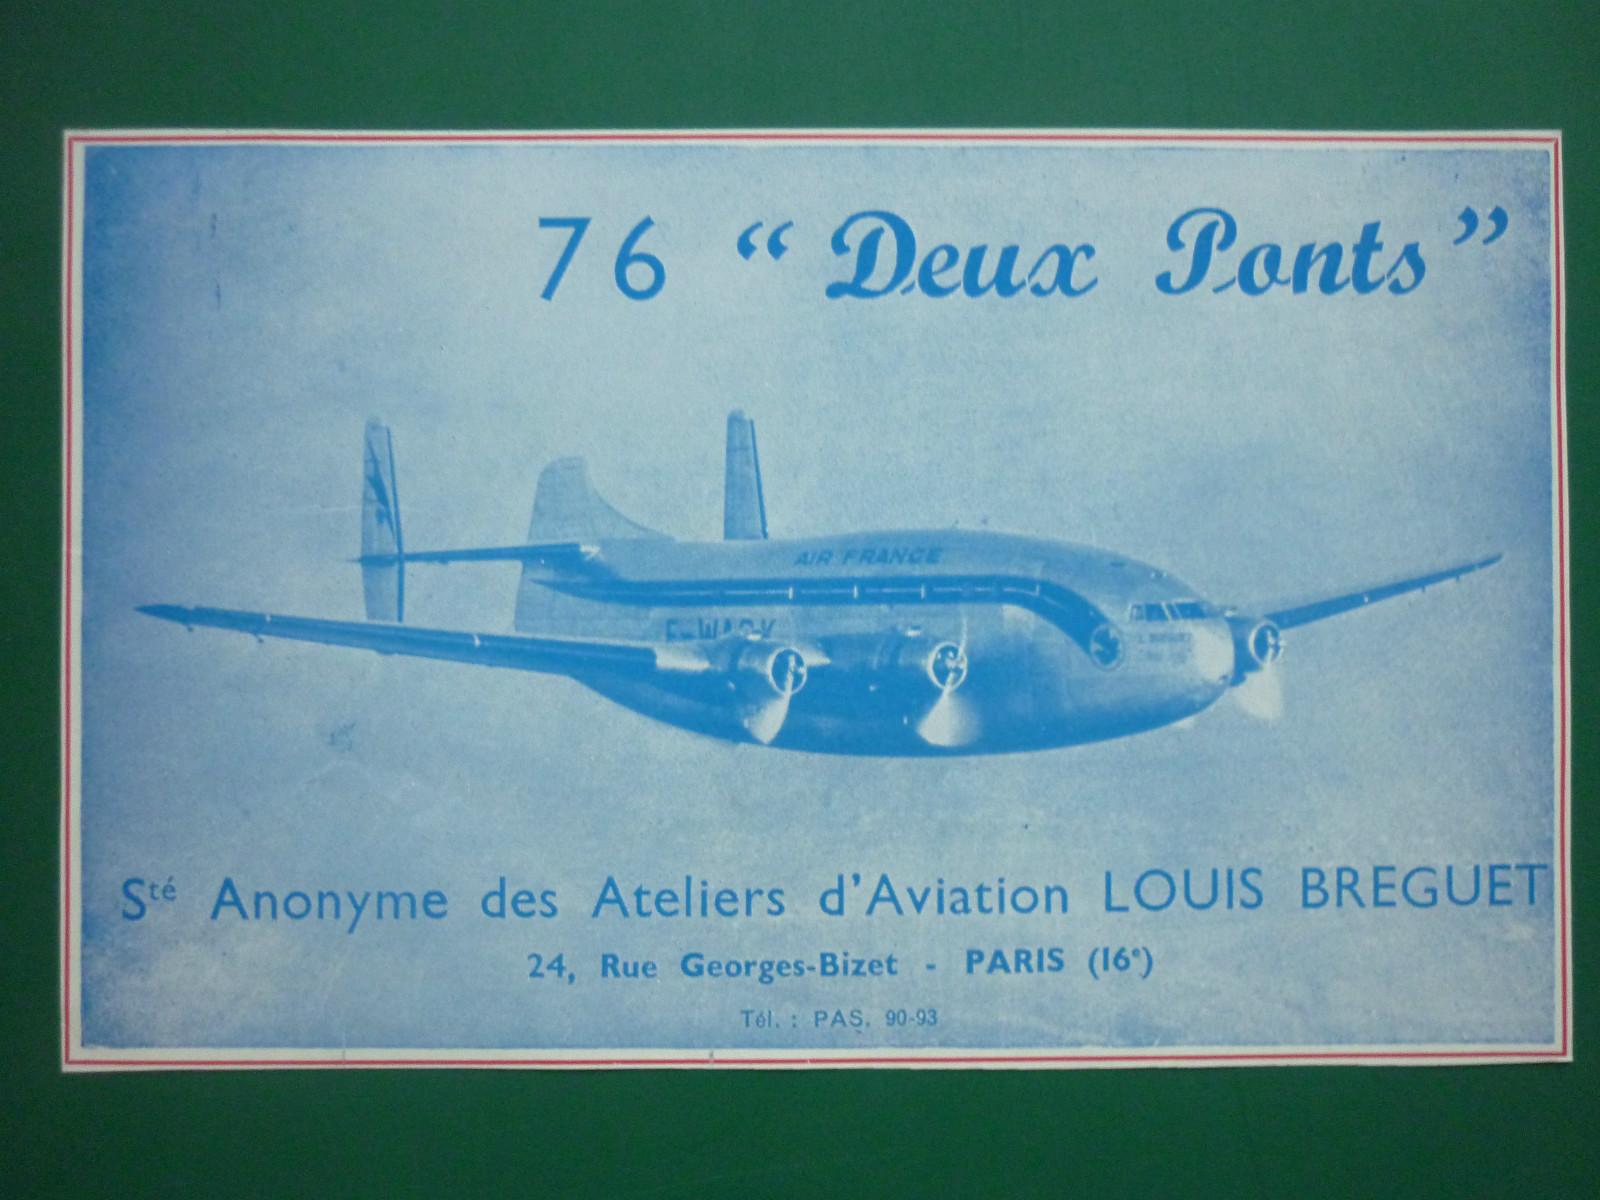 76 “Deux Ponts”
AIR FRANCE
Sté Anonyme des Ateliers d'Aviation LOUIS BREGUET
24, Rue Georges-Bizet - PARIS (16e)
Tél. : PAS. 90-93